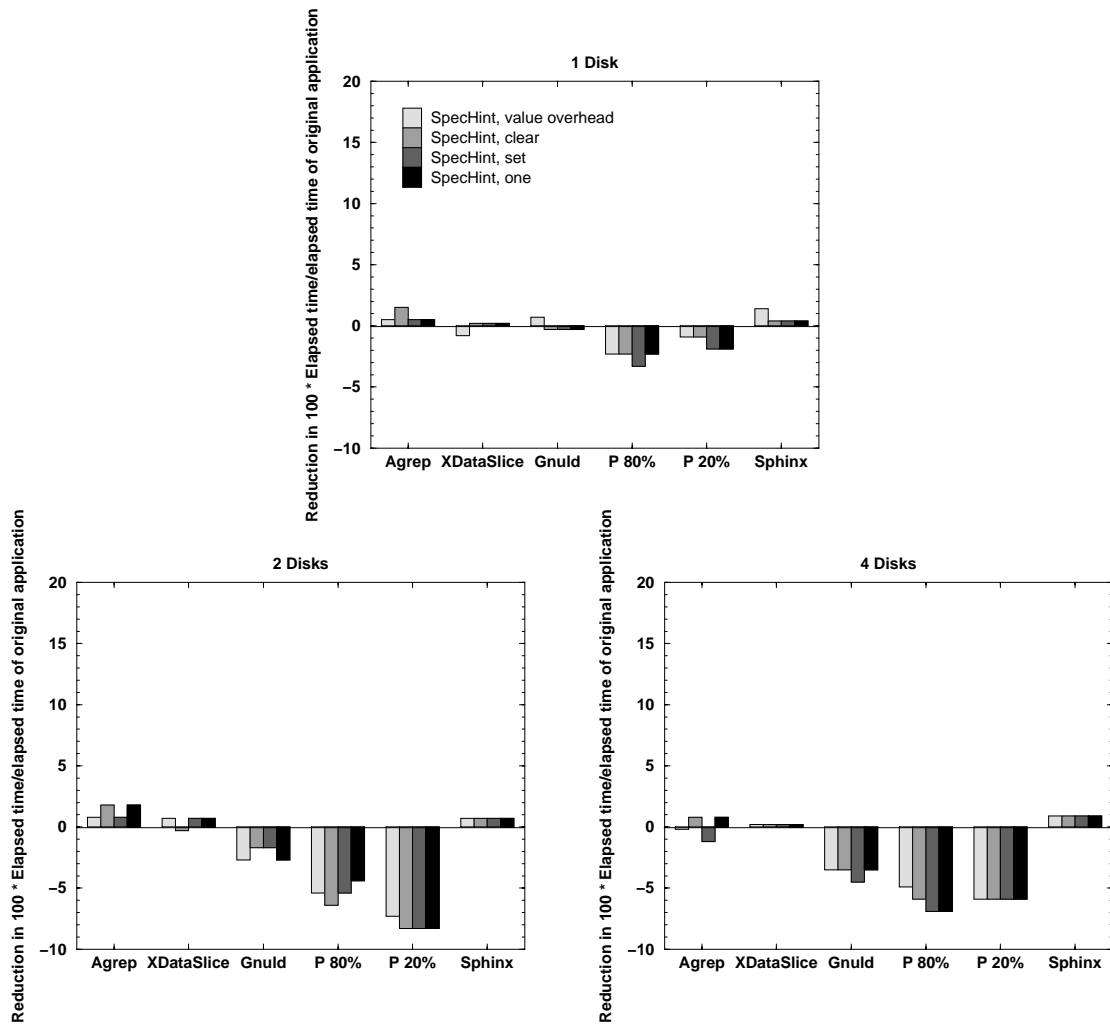 1 Disk
Reduction in 100 * Elapsed time/elapsed time of original application
20
15
10
5
0
−5
−10
SpecHint, value overhead
SpecHint, clear
SpecHint, set
SpecHint, one
Agrep XDataSlice Gnuld P 80% P 20% Sphinx
2 Disks
Reduction in 100 * Elapsed time/elapsed time of original application
20
15
10
5
0
−5
−10
Agrep XDataSlice Gnuld P 80% P 20% Sphinx
4 Disks
Reduction in 100 * Elapsed time/elapsed time of original application
20
15
10
5
0
−5
−10
Agrep XDataSlice Gnuld P 80% P 20% Sphinx